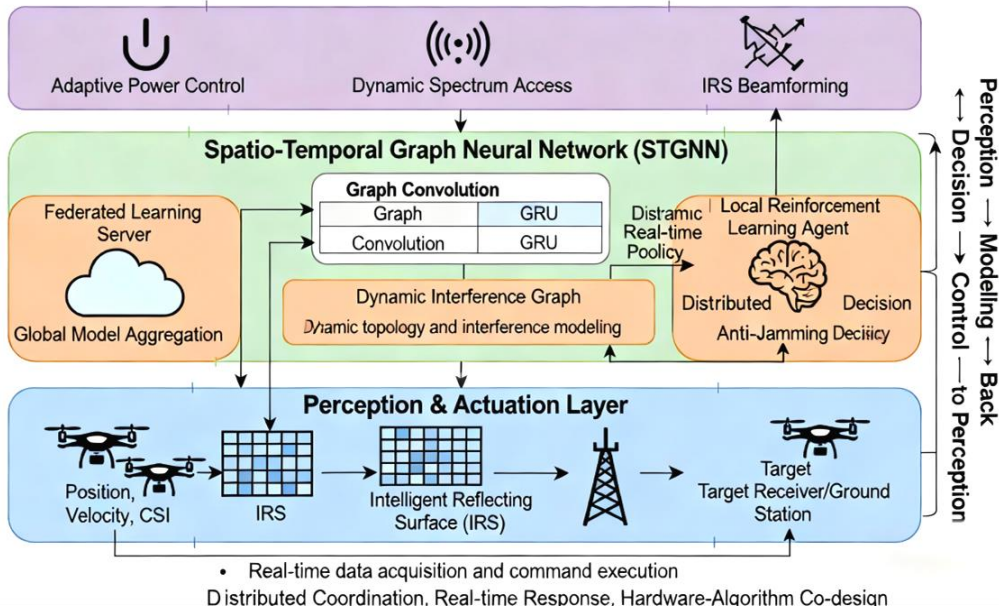 Adaptive Power Control
Dynamic Spectrum Access
IRS Beamforming
Spatio-Temporal Graph Neural Network (STGNN)
Federated Learning
Server
Global Model Aggregation
Graph Convolution
Graph
GRU
Convolution
GRU
Dynamic Interference Graph
Dynamic topology and interference modeling
Distramic
Real-time
Poolicy
Local Reinforcement
Learning Agent
Distributed
Decision
Anti-Jamming
Perception & Actuation Layer
Position,
Velocity, CSI
IRS
Intelligent Reflecting
Surface (IRS)
Target
Target Receiver/Ground
Station
• Real-time data acquisition and command execution
Distributed Coordination, Real-time Response, Hardware-Algorithm Co-design
Perception → Modeling → Back
↔ Decision → Control — to Perception